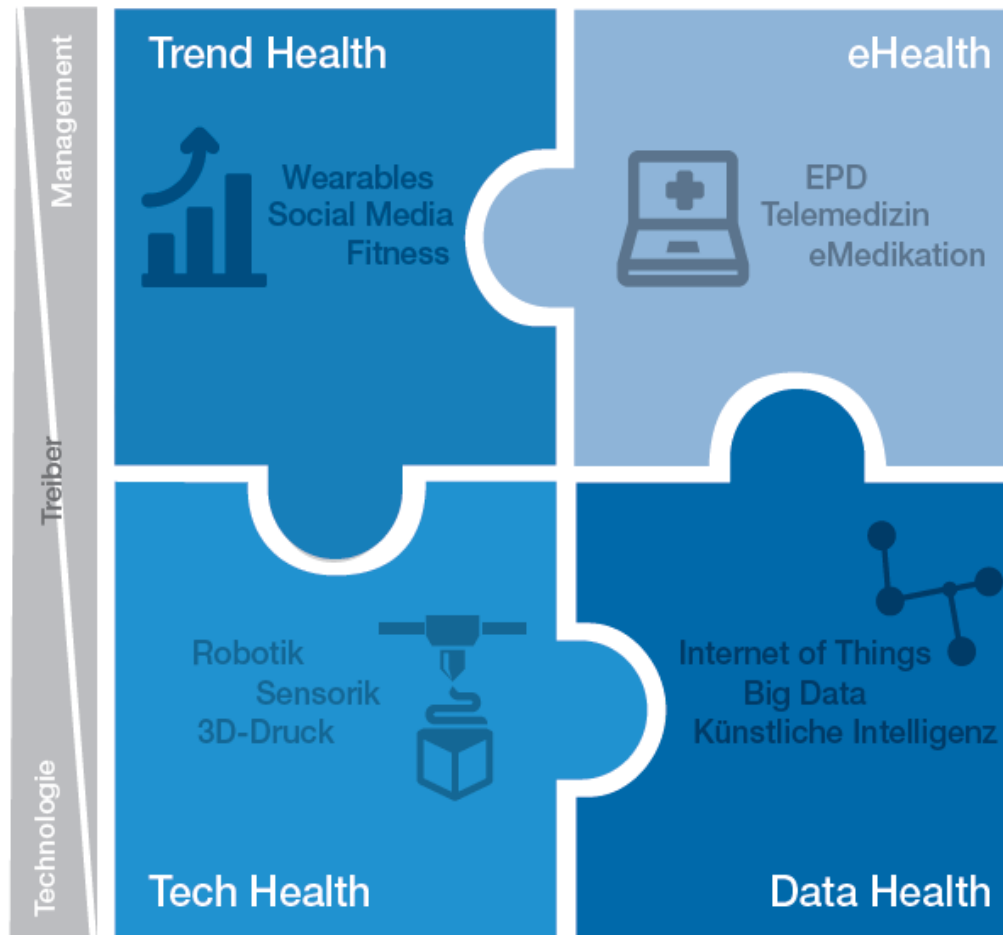 Management
Treiber
Technologie
Trend Health
Wearables
Social Media
Fitness
eHealth
EPD
Telemedizin
eMedikation
Robotik
Sensorik
3D-Druck
Tech Health
Internet of Things
Big Data
Künstliche Intelligenz
Data Health